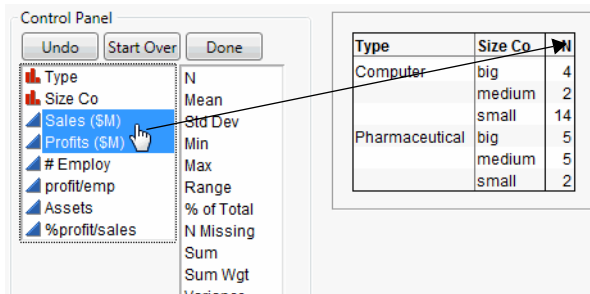 Control Panel
Undo Start Over Done
Type
Size Co
Sales ($M)
Profits ($M)
# Employ
profit/emp
Assets
%profit/sales
N
Mean
Std Dev
Min
Max
Range
% of Total
N Missing
Sum
Sum Wgt
Variance
Type Size Co N
Computer big 4
medium 2
small 14
Pharmaceutical big 5
medium 5
small 2